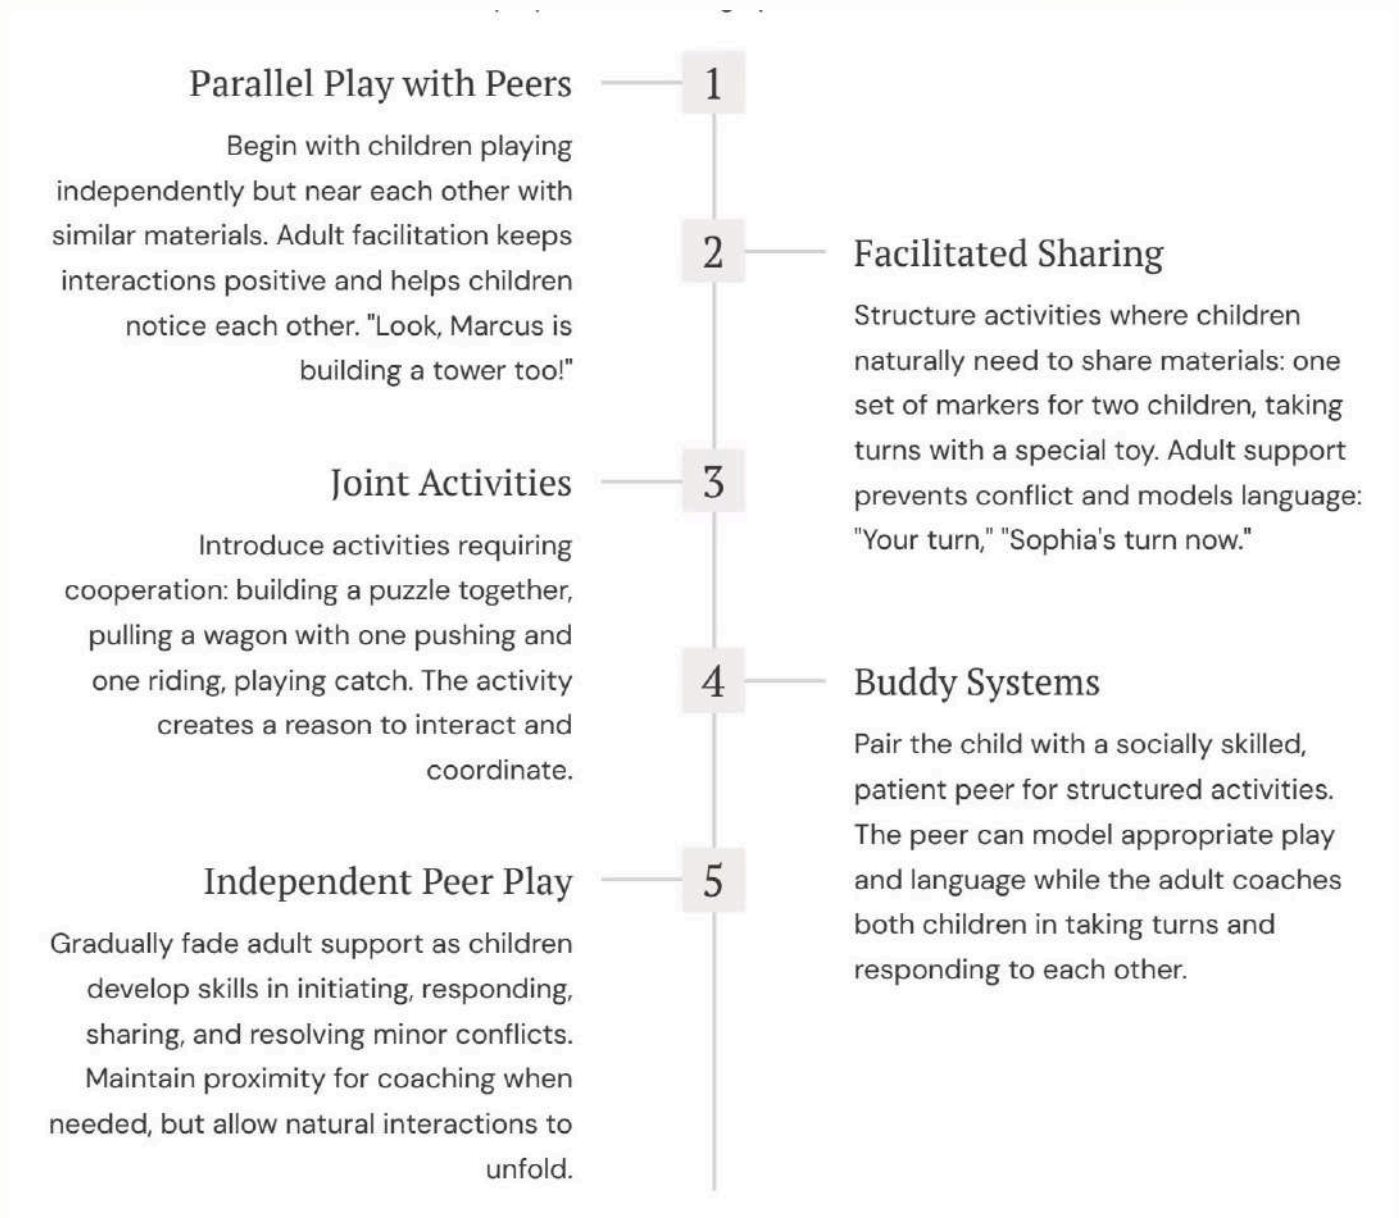 1
Parallel Play with Peers
Begin with children playing
independently but near each other with
similar materials. Adult facilitation keeps
interactions positive and helps children
notice each other. "Look, Marcus is
building a tower too!"
2
Facilitated Sharing
Structure activities where children
naturally need to share materials: one
set of markers for two children, taking
turns with a special toy. Adult support
prevents conflict and models language:
"Your turn," "Sophia's turn now."
3
Joint Activities
Introduce activities requiring
cooperation: building a puzzle together,
pulling a wagon with one pushing and
one riding, playing catch. The activity
creates a reason to interact and
coordinate.
4
Buddy Systems
Pair the child with a socially skilled,
patient peer for structured activities.
The peer can model appropriate play
and language while the adult coaches
both children in taking turns and
responding to each other.
5
Independent Peer Play
Gradually fade adult support as children
develop skills in initiating, responding,
sharing, and resolving minor conflicts.
Maintain proximity for coaching when
needed, but allow natural interactions to
unfold.